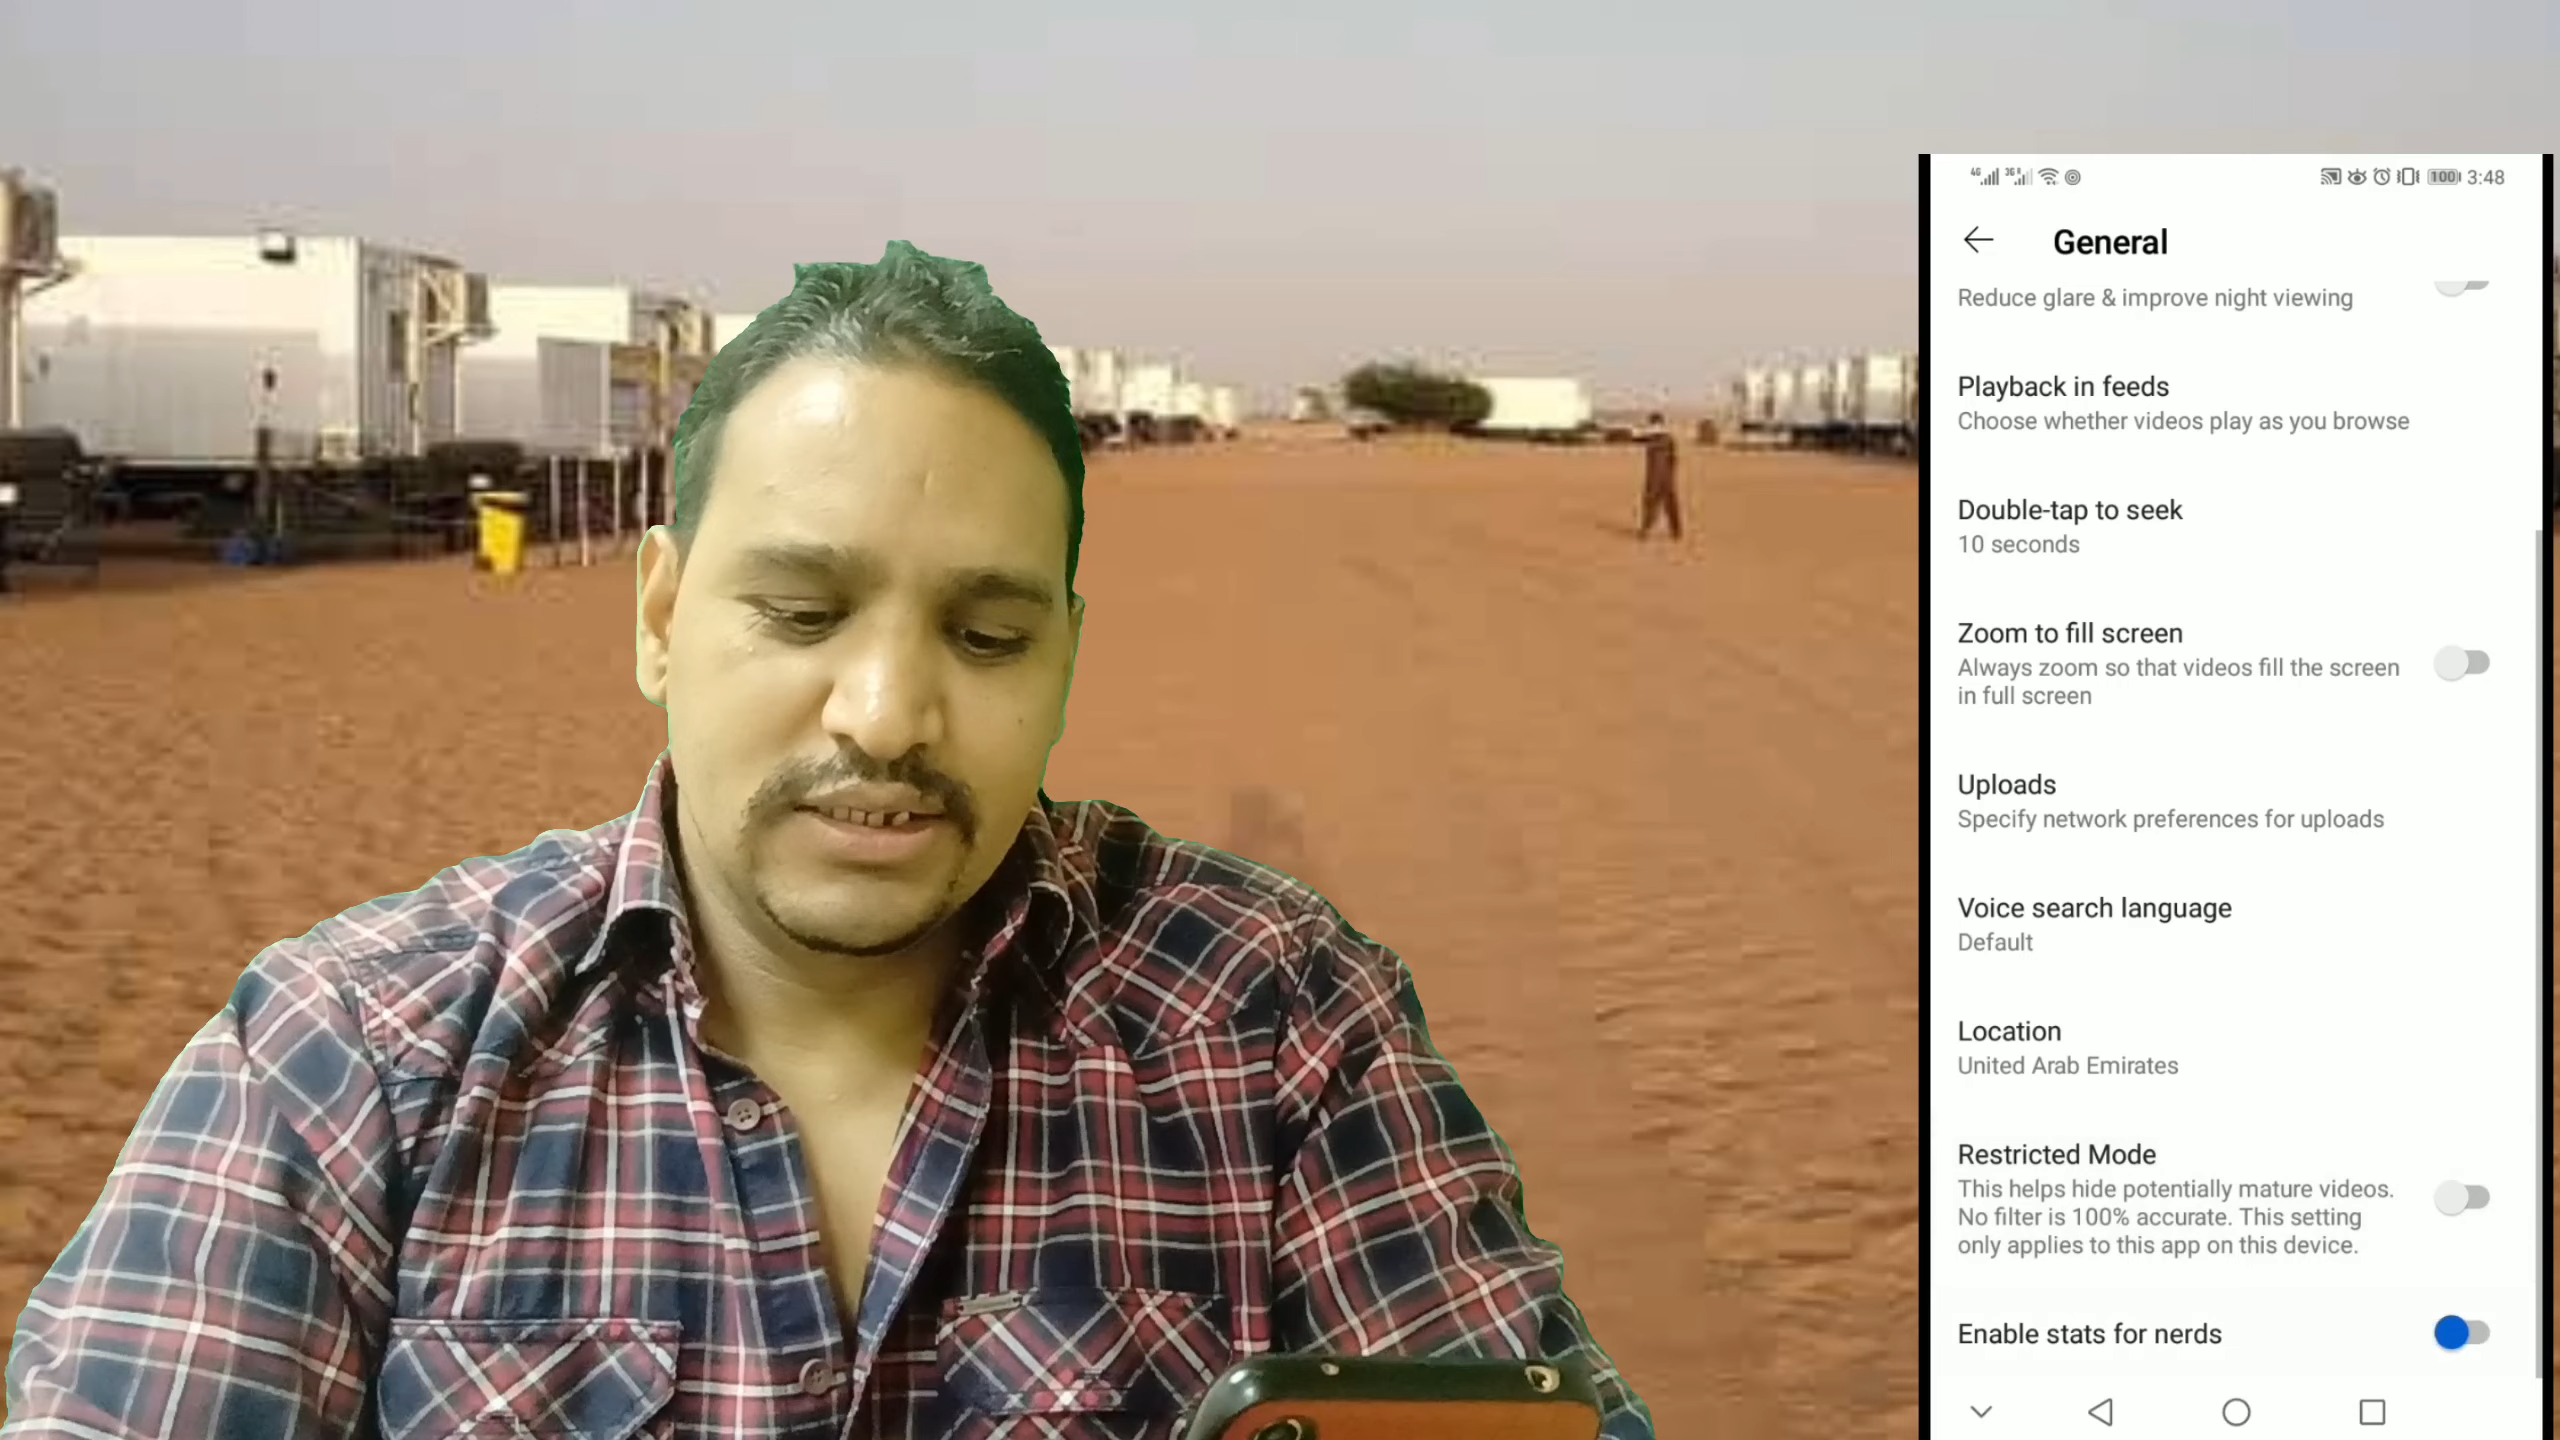 4G 3G 100 3:48
General
Reduce glare & improve night viewing
Playback in feeds
Choose whether videos play as you browse
Double-tap to seek
10 seconds
Zoom to fill screen
Always zoom so that videos fill the screen
in full screen
Uploads
Specify network preferences for uploads
Voice search language
Default
Location
United Arab Emirates
Restricted Mode
This helps hide potentially mature videos.
No filter is 100% accurate. This setting
only applies to this app on this device.
Enable stats for nerds